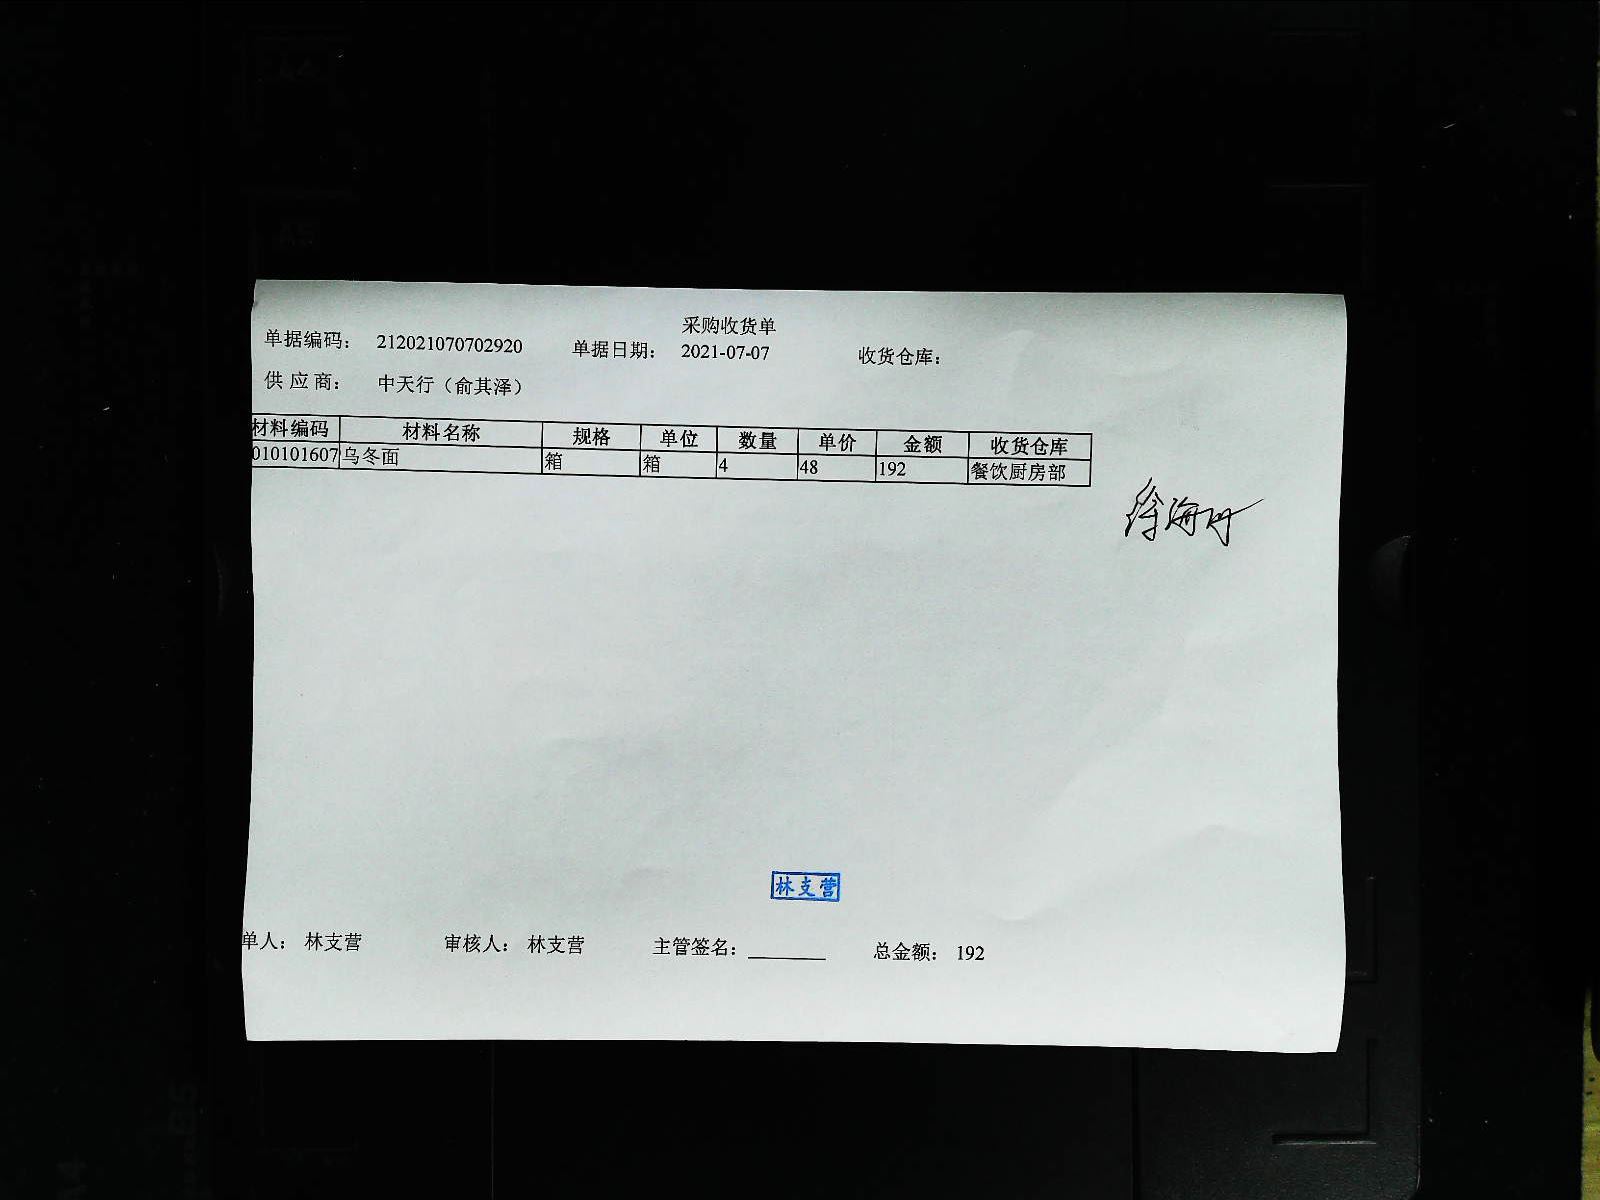 采购收货单
单据编码： 212021070702920 单据日期： 2021-07-07 收货仓库：
供 应 商： 中天行（俞其泽）
材料编码 材料名称 规格 单位 数量 单价 金额 收货仓库
010101607 乌冬面 箱 箱 4 48 192 餐饮厨房部
徐海丹
林支营
单人： 林支营 审核人： 林支营 主管签名： 总金额： 192